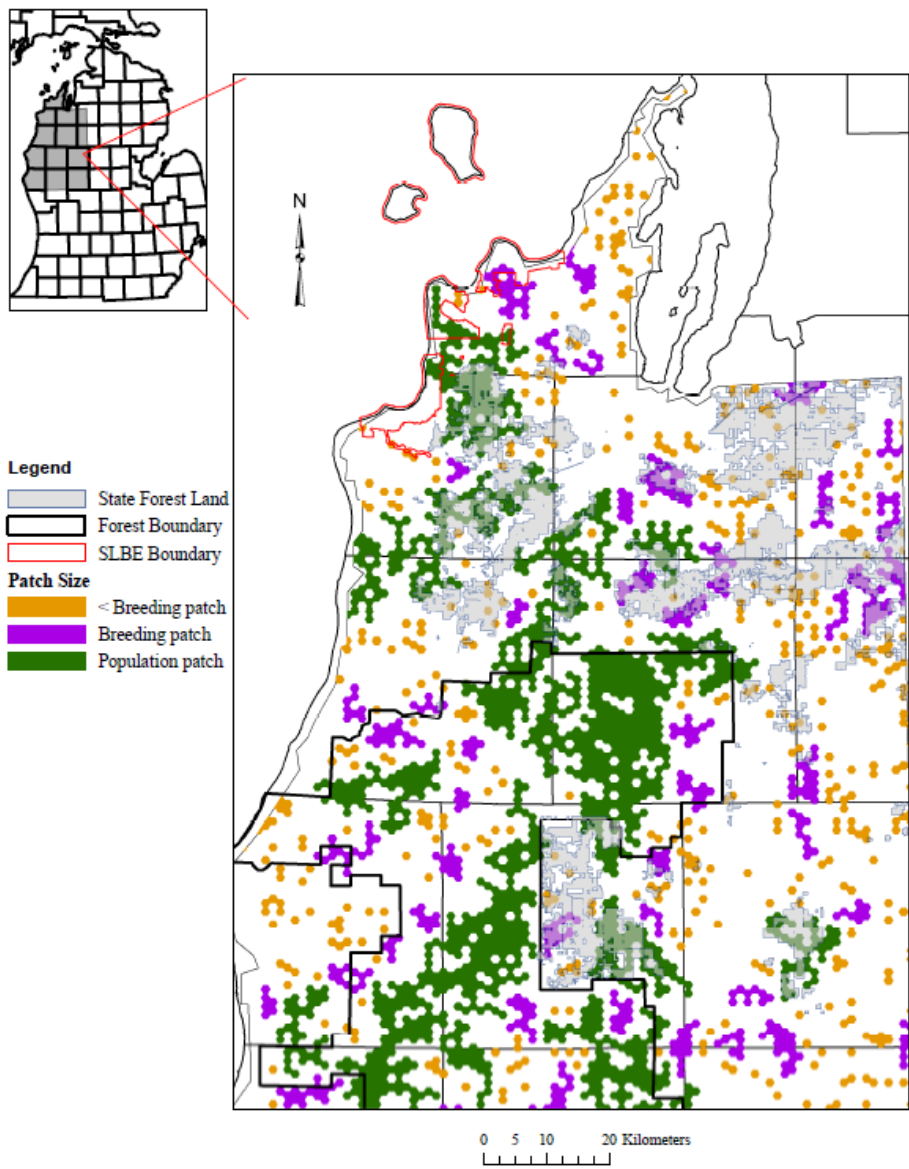 N
Legend
State Forest Land
Forest Boundary
SLBE Boundary
Patch Size
< Breeding patch
Breeding patch
Population patch
0 5 10 20 Kilometers